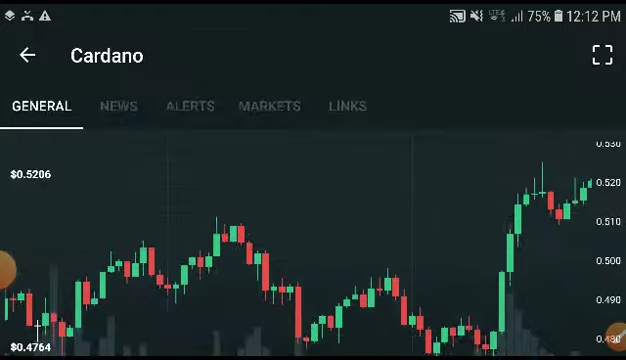 75% 12:12 PM
Cardano
GENERAL NEWS ALERTS MARKETS LINKS
0.530
$0.5206
0.520
0.510
0.500
0.490
0.480
$0.4764